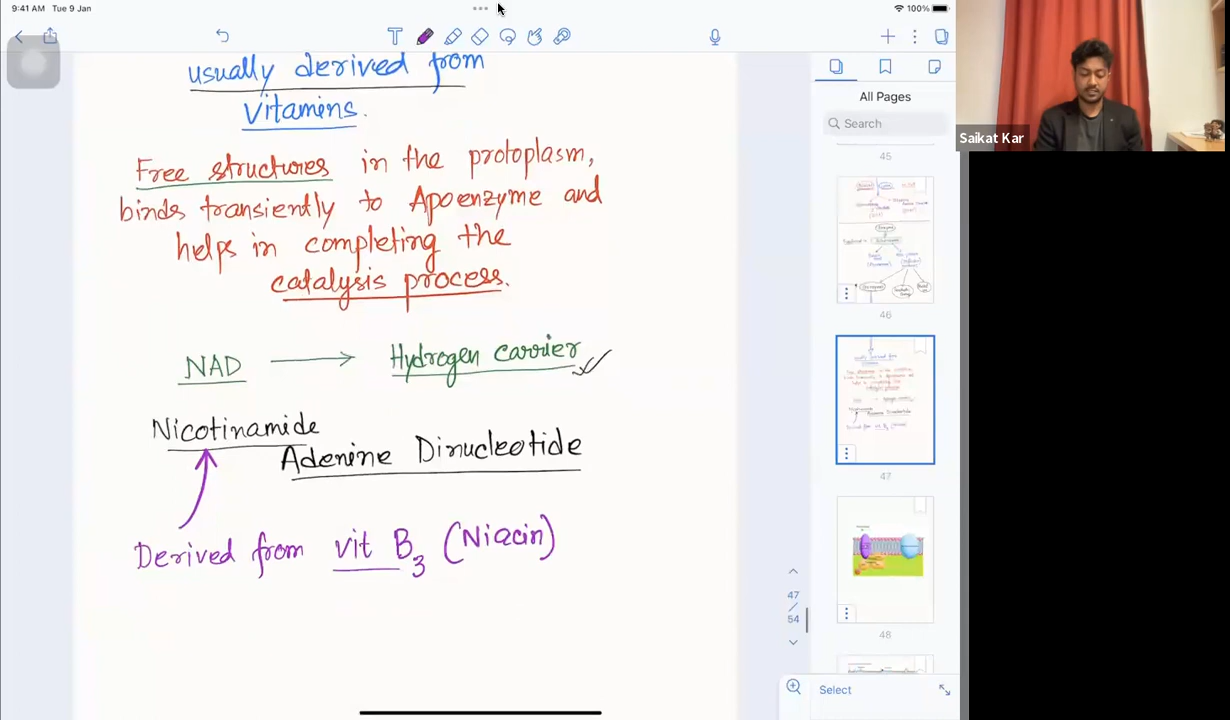 9:41 AM Tue 9 Jan
100%
usually derived from
vitamins.
Free structures in the protoplasm,
binds transiently to Apoenzyme and
helps in completing the
catalysis process.
NAD → Hydrogen carrier
Nicotinamide
Adenine Dinucleotide
Derived from vit B3 (Niacin)
All Pages
Search
45
46
47
48
47
/
54
Select
Saikat Kar